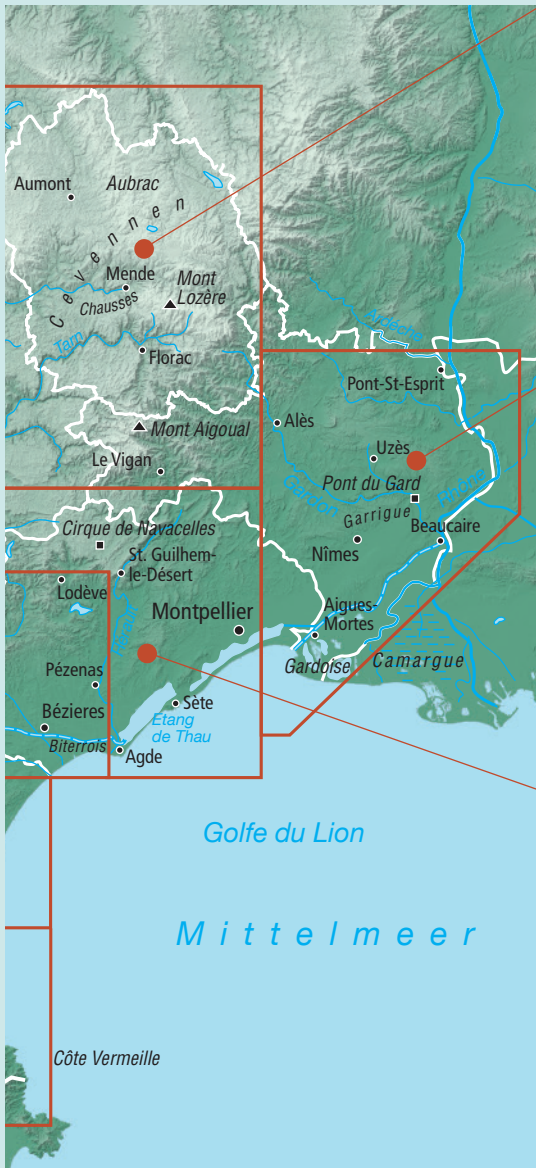 Aumont
Aubrac
Cevennen
Mende
Chausses
Mont
Lozère
Tarn
Florac
Ardèche
Pont-St-Esprit
Alès
Mont Aigoual
Uzès
Le Vigan
Pont du Gard
Gardon
Rhône
Garrigue
Beaucaire
Nîmes
Cirque de Navacelles
St. Guilhem-
le-Désert
Lodève
Hérault
Montpellier
Aigues-
Mortes
Gardoise
Camargue
Pézenas
Sète
Bézieres
Etang
de Thau
Biterrois
Agde
Golfe du Lion
Mittelmeer
Côte Vermeille